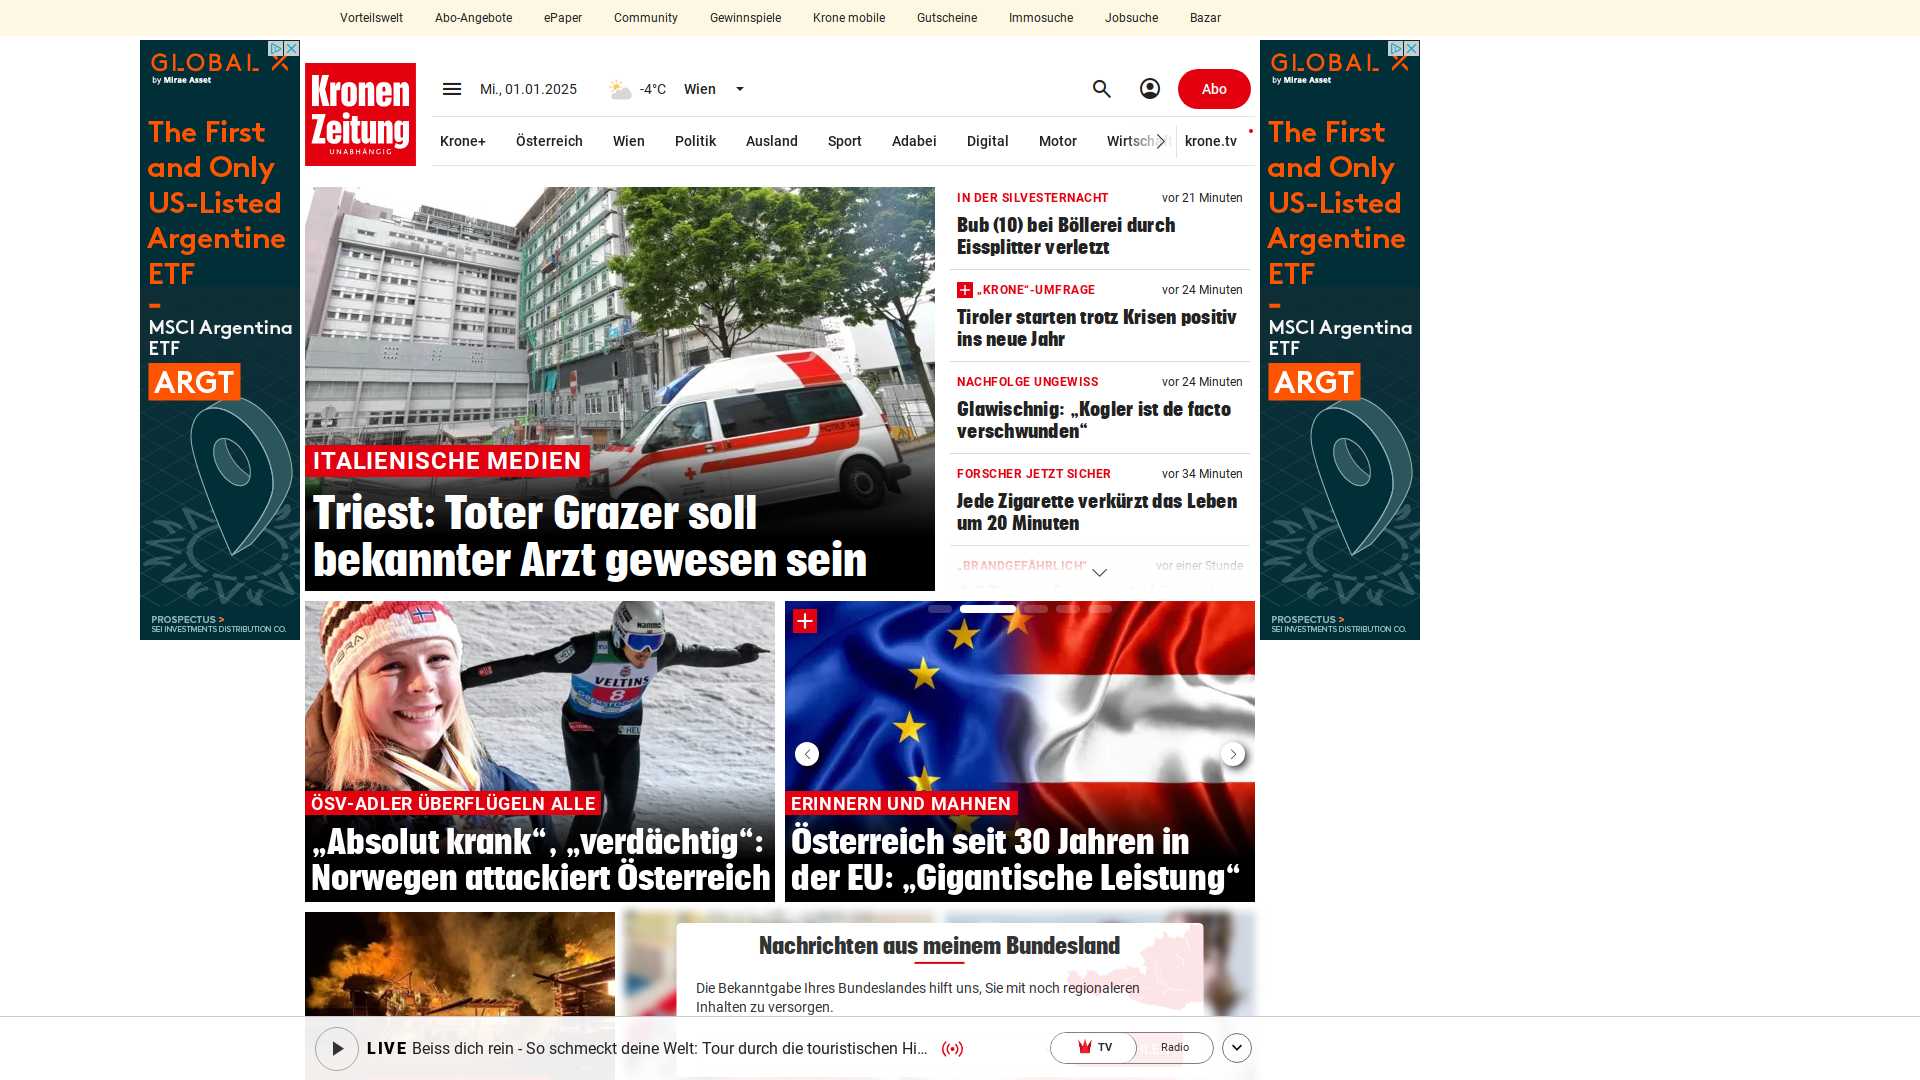 Vorteilswelt Abo-Angebote ePaper Community Gewinnspiele Krone mobile Gutscheine Immosuche Jobsuche Bazar
GLOBAL X
by Mirae Asset
The First
and Only
US-Listed
Argentine
ETF
–
MSCI Argentina
ETF
ARGT
PROSPECTUS >
SEI INVESTMENTS DISTRIBUTION CO.
Kronen
Zeitung
UNABHÄNGIG
Mi., 01.01.2025 -4°C Wien
Abo
Krone+ Österreich Wien Politik Ausland Sport Adabei Digital Motor krone.tv
NOTRUF 144
ITALIENISCHE MEDIEN
Triest: Toter Grazer soll
bekannter Arzt gewesen sein
IN DER SILVESTERNACHT vor 21 Minuten
Bub (10) bei Böllerei durch
Eissplitter verletzt
„KRONE“-UMFRAGE vor 24 Minuten
Tiroler starten trotz Krisen positiv
ins neue Jahr
NACHFOLGE UNGEWISS vor 24 Minuten
Glawischnig: „Kogler ist de facto
verschwunden“
FORSCHER JETZT SICHER vor 34 Minuten
Jede Zigarette verkürzt das Leben
um 20 Minuten
„BRANDGEFÄHRLICH“ vor einer Stunde
VELTINS
8
ÖSV-ADLER ÜBERFLÜGELN ALLE
„Absolut krank“, „verdächtig“:
Norwegen attackiert Österreich
ERINNERN UND MAHNEN
Österreich seit 30 Jahren in
der EU: „Gigantische Leistung“
Nachrichten aus meinem Bundesland
Die Bekanntgabe Ihres Bundeslandes hilft uns, Sie mit noch regionaleren
Inhalten zu versorgen.
LIVE Beiss dich rein - So schmeckt deine Welt: Tour durch die touristischen Hi...
TV Radio
GLOBAL X
by Mirae Asset
The First
and Only
US-Listed
Argentine
ETF
–
MSCI Argentina
ETF
ARGT
PROSPECTUS >
SEI INVESTMENTS DISTRIBUTION CO.